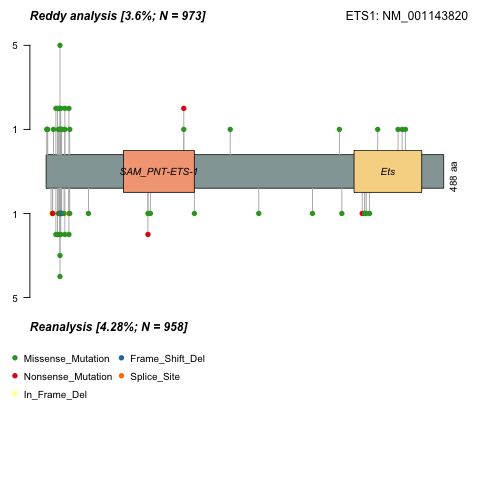 Reddy analysis [3.6%; N = 973]
ETS1: NM_001143820
5
1
SAM_PNT-ETS-1
Ets
488 aa
1
5
Reanalysis [4.28%; N = 958]
Missense_Mutation
Frame_Shift_Del
Nonsense_Mutation
Splice_Site
In_Frame_Del